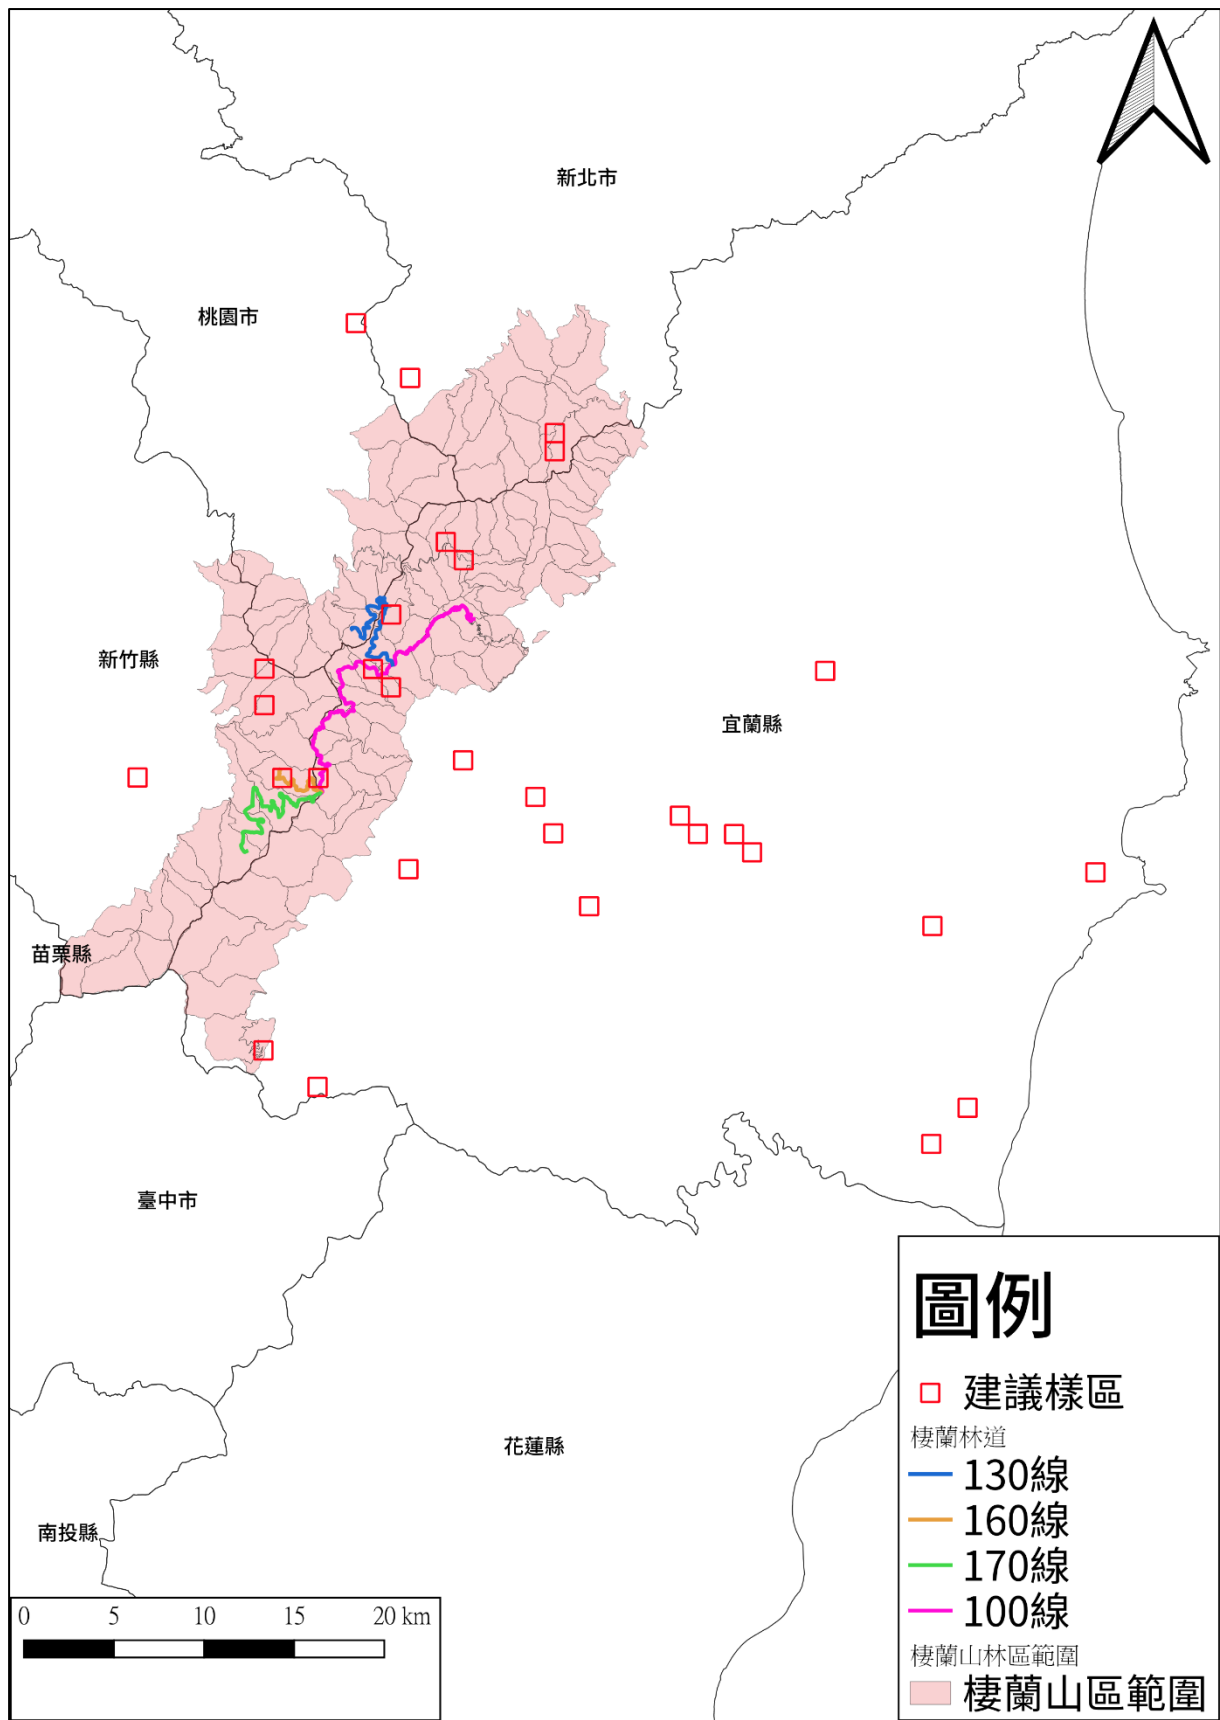 新北市
桃園市
新竹縣
宜蘭縣
苗栗縣
臺中市
花蓮縣
南投縣
圖例
建議樣區
棲蘭林道
130線
160線
170線
100線
棲蘭山林區範圍
棲蘭山區範圍
0 5 10 15 20 km